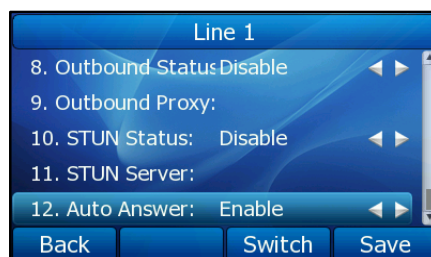 Line 1
8. Outbound Status Disable
9. Outbound Proxy:
10. STUN Status: Disable
11. STUN Server:
12. Auto Answer: Enable
Back Switch Save